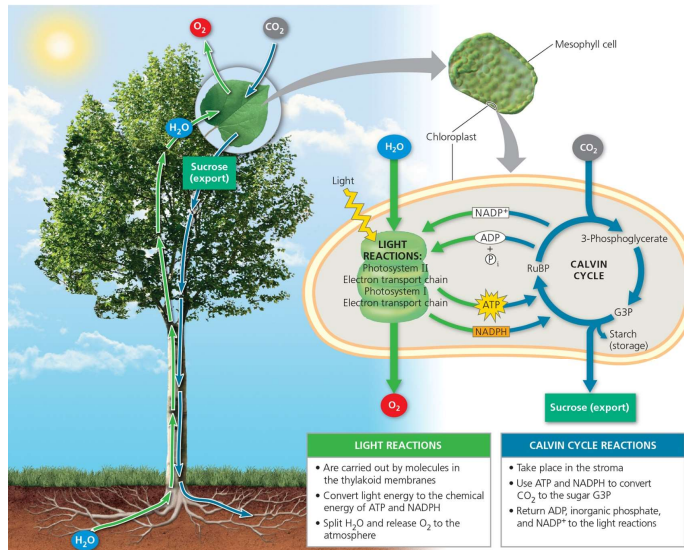 O2
CO2
Mesophyll cell
H2O
Chloroplast
H2O
CO2
Sucrose
(export)
Light
NADP+
LIGHT
REACTIONS:
Photosystem II
Electron transport chain
Photosystem I
Electron transport chain
ADP
+
Pi
RuBP
3-Phosphoglycerate
CALVIN
CYCLE
ATP
G3P
NADPH
Starch
(storage)
O2
Sucrose (export)
LIGHT REACTIONS
• Are carried out by molecules in
the thylakoid membranes
• Convert light energy to the chemical
energy of ATP and NADPH
• Split H2O and release O2 to the
atmosphere
CALVIN CYCLE REACTIONS
• Take place in the stroma
• Use ATP and NADPH to convert
CO2 to the sugar G3P
• Return ADP, inorganic phosphate,
and NADP+ to the light reactions
H2O